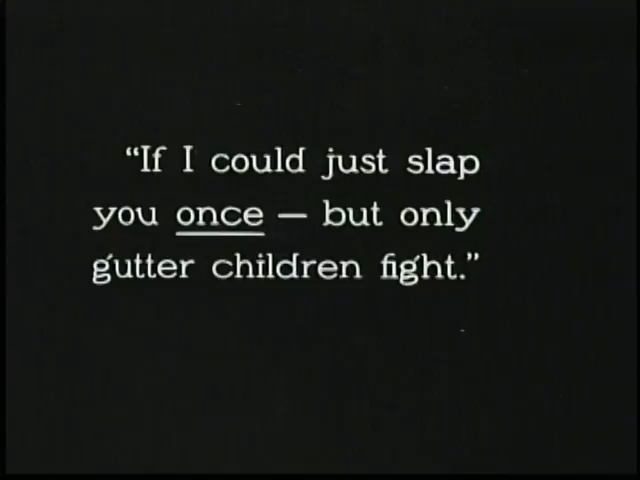 “If I could just slap
you once — but only
gutter children fight.”